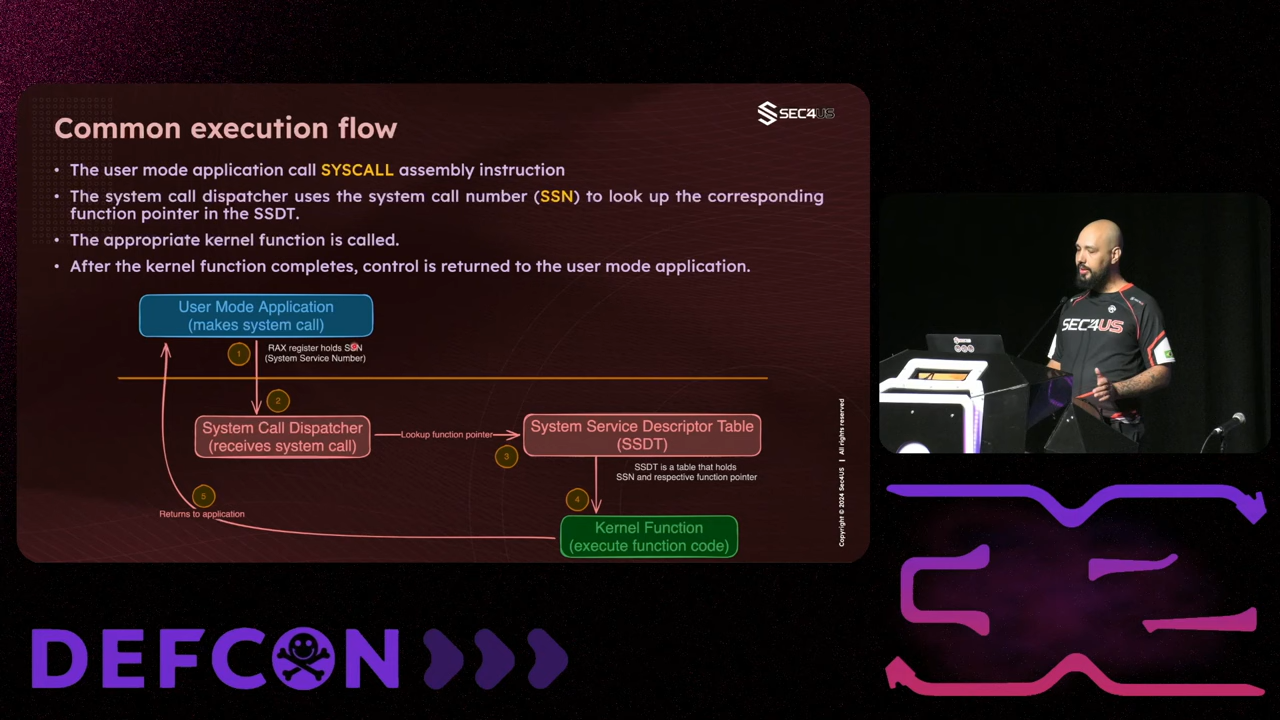 SEC4US
Common execution flow
• The user mode application call SYSCALL assembly instruction
• The system call dispatcher uses the system call number (SSN) to look up the corresponding
function pointer in the SSDT.
• The appropriate kernel function is called.
• After the kernel function completes, control is returned to the user mode application.
User Mode Application
(makes system call)
1
RAX register holds SSN
(System Service Number)
2
System Call Dispatcher
(receives system call)
Lookup function pointer
3
System Service Descriptor Table
(SSDT)
SSDT is a table that holds
SSN and respective function pointer
4
5
Returns to application
Kernel Function
(execute function code)
Copyright © 2024 Sec4US | All rights reserved
SEC4US
DEFCON